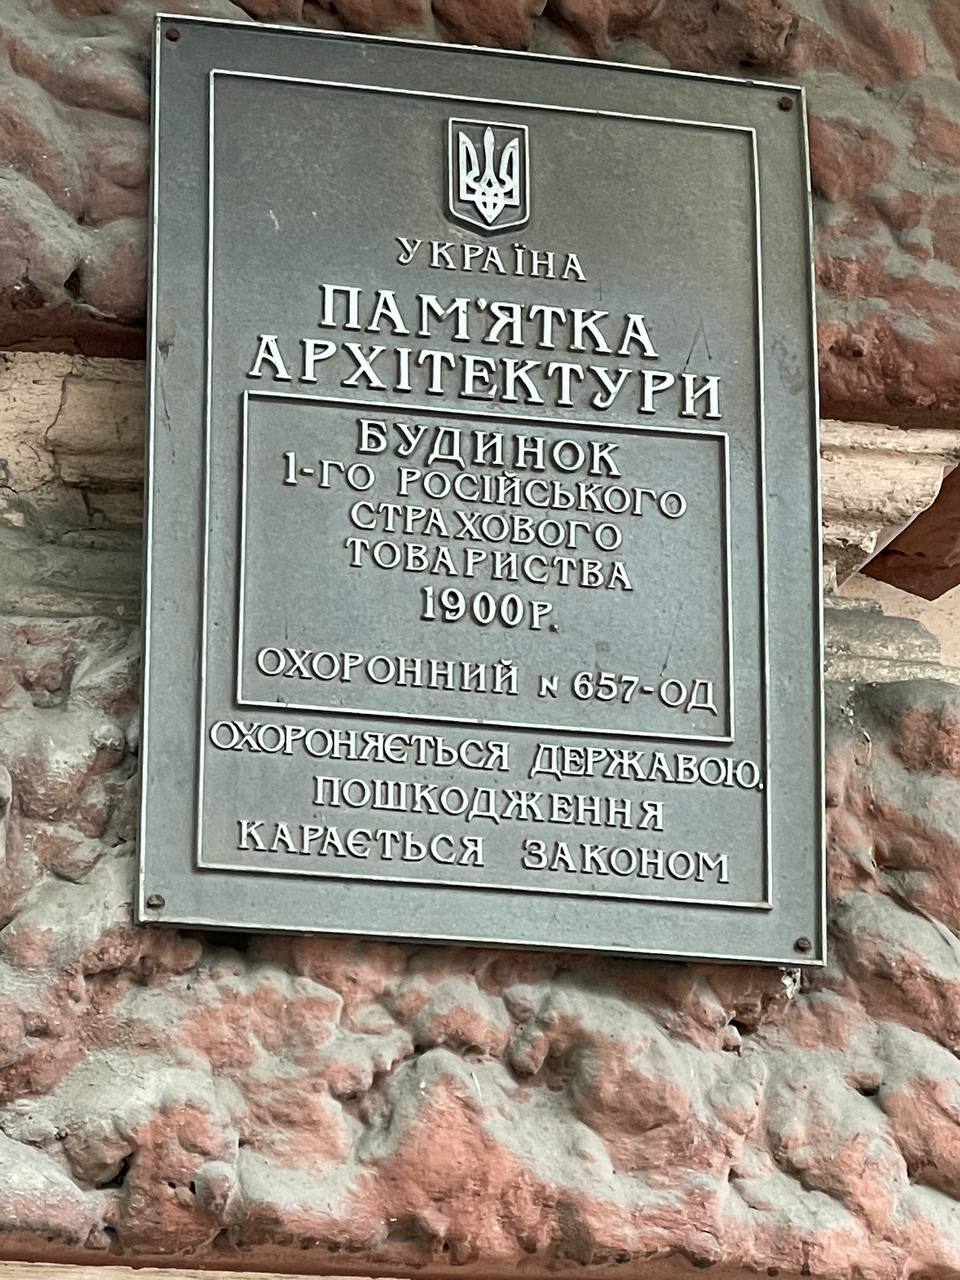 УКРАЇНА
ПАМ'ЯТКА
АРХІТЕКТУРИ
БУДИНОК
1-ГО РОСІЙСЬКОГО
СТРАХОВОГО
ТОВАРИСТВА
1900Р.
ОХОРОННИЙ N 657-ОД
ОХОРОНЯЄТЬСЯ ДЕРЖАВОЮ,
ПОШКОДЖЕННЯ
КАРАЄТЬСЯ ЗАКОНОМ